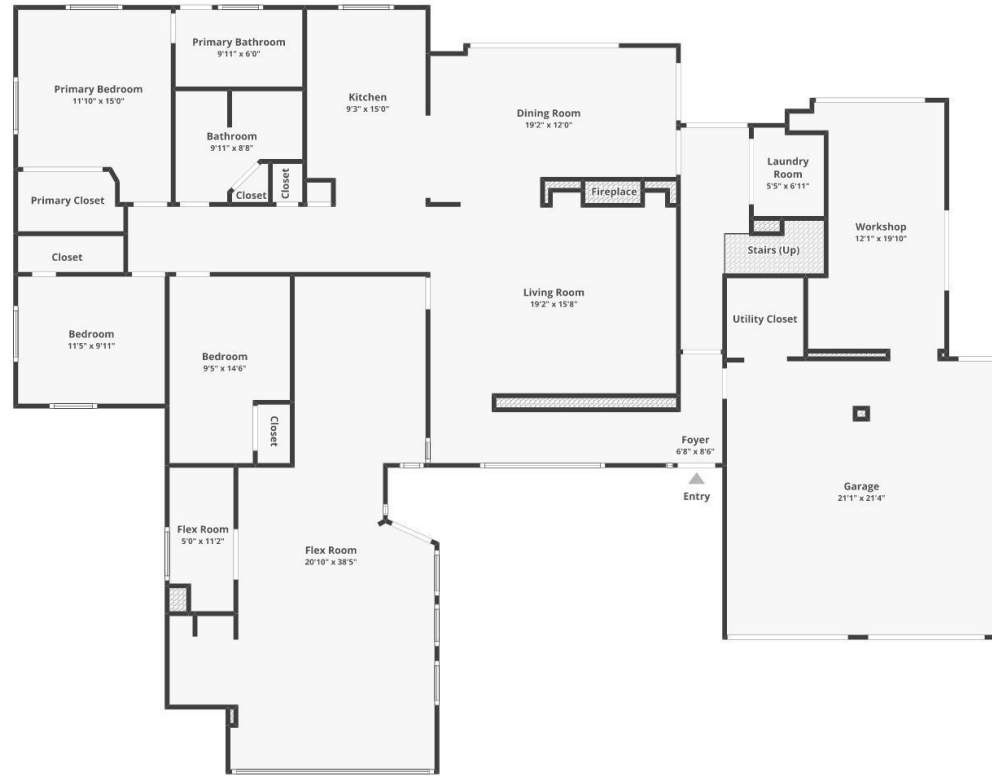 Primary Bathroom
9'11" x 6'0"
Primary Bedroom
11'10" x 15'0"
Kitchen
9'3" x 15'0"
Dining Room
19'2" x 12'0"
Bathroom
9'11" x 8'8"
Laundry
Room
5'5" x 6'11"
Closet
Closet
Fireplace
Primary Closet
Workshop
12'1" x 19'10"
Stairs (Up)
Closet
Living Room
19'2" x 15'8"
Utility Closet
Bedroom
11'5" x 9'11"
Bedroom
9'5" x 14'6"
Closet
Foyer
6'8" x 8'6"
Entry
Garage
21'1" x 21'4"
Flex Room
5'0" x 11'2"
Flex Room
20'10" x 38'5"